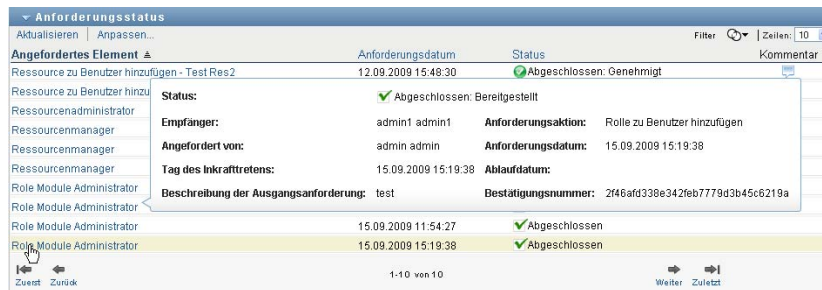 Anforderungsstatus
Aktualisieren | Anpassen... Filter | Zeilen: 10
Angefordertes Element Anforderungsdatum Status Kommentar
Ressource zu Benutzer hinzufügen - Test Res2 12.09.2009 15:48:30 Abgeschlossen: Genehmigt
Ressource zu Benutzer hinzu
Status: Abgeschlossen: Bereitgestellt
Ressourcenadministrator
Empfänger: admin1 admin1 Anforderungsaktion: Rolle zu Benutzer hinzufügen
Ressourcenmanager
Angefordert von: admin admin Anforderungsdatum: 15.09.2009 15:19:38
Ressourcenmanager
Ressourcenmanager
Tag des Inkrafttretens: 15.09.2009 15:19:38 Ablaufdatum:
Role Module Administrator
Beschreibung der Ausgangsanforderung: test Bestätigungsnummer: 2f46afd338e342feb7779d3b45c6219a
Role Module Administrator
Role Module Administrator 15.09.2009 11:54:27 Abgeschlossen
Role Module Administrator 15.09.2009 15:19:38 Abgeschlossen
Zuerst Zurück 1-10 von 10 Weiter Zuletzt